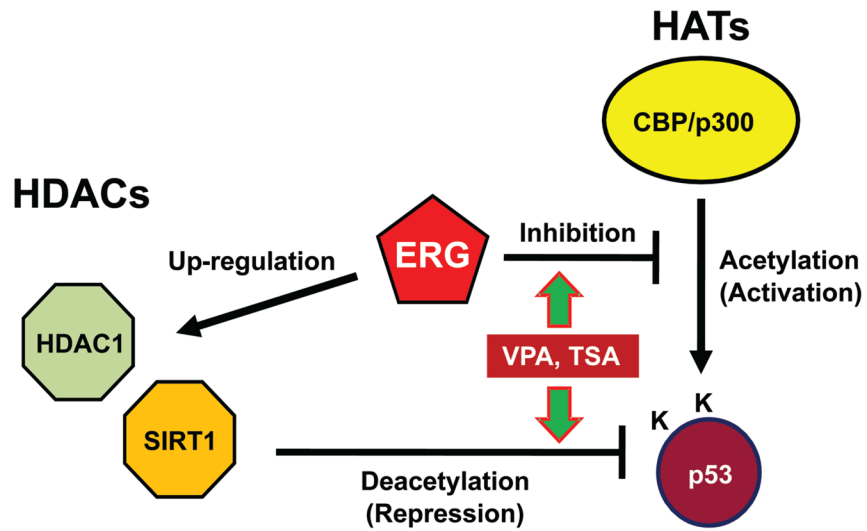 HATs
CBP/p300
HDACs
ERG
Inhibition
Up-regulation
Acetylation
(Activation)
HDAC1
VPA, TSA
K
K
SIRT1
p53
Deacetylation
(Repression)